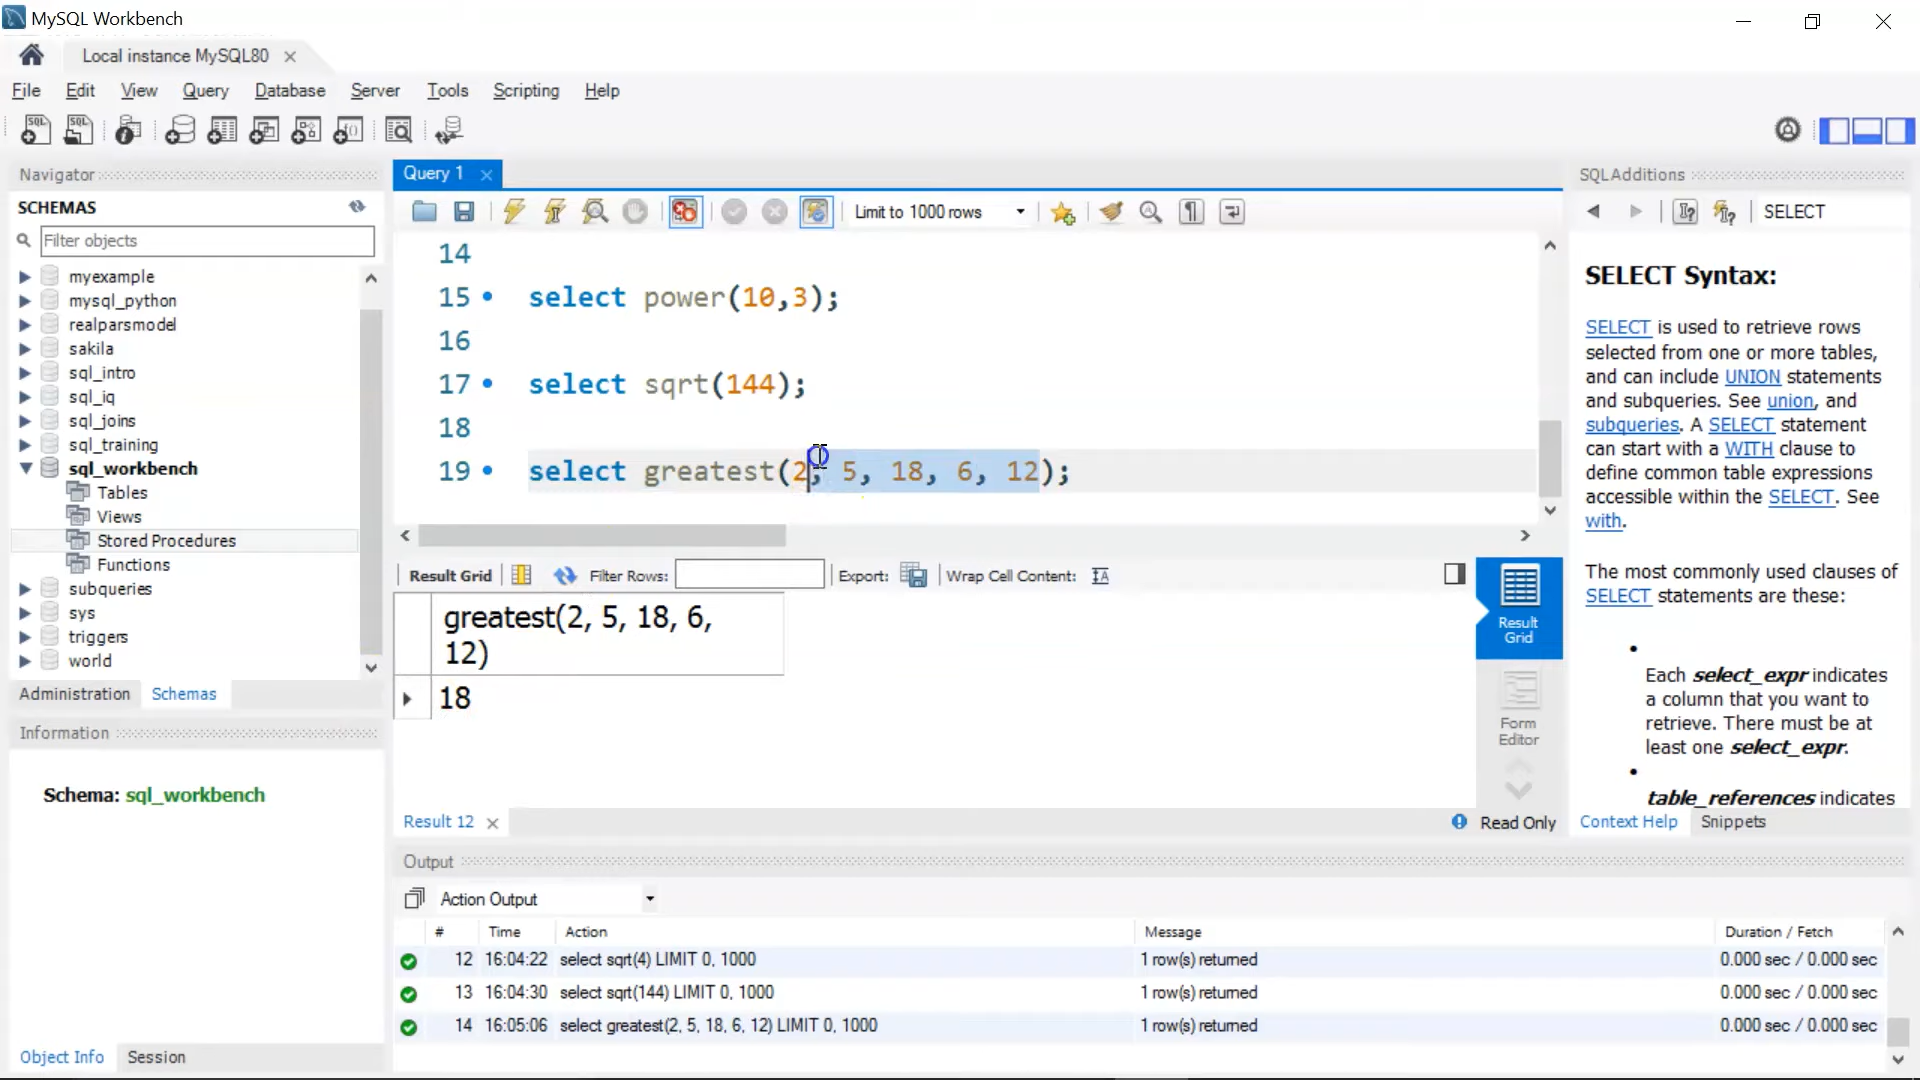 MySQL Workbench
Local instance MySQL80
File Edit View Query Database Server Tools Scripting Help
Navigator
SCHEMAS
Filter objects
myexample
mysql_python
realparsmodel
sakila
sql_intro
sql_iq
sql_joins
sql_training
sql_workbench
Tables
Views
Stored Procedures
Functions
subqueries
sys
triggers
world
Administration Schemas
Information
Schema: sql_workbench
Object Info Session
Query 1
Limit to 1000 rows
14
15 select power(10,3);
16
17 select sqrt(144);
18
19 select greatest(2, 5, 18, 6, 12);
Result Grid Filter Rows: Export: Wrap Cell Content:
greatest(2, 5, 18, 6,
12)
18
Result
Grid
Form
Editor
Result 12
Read Only
SQLAdditions
SELECT
SELECT Syntax:
SELECT is used to retrieve rows
selected from one or more tables,
and can include UNION statements
and subqueries. See union, and
subqueries. A SELECT statement
can start with a WITH clause to
define common table expressions
accessible within the SELECT. See
with.
The most commonly used clauses of
SELECT statements are these:
Each select_expr indicates
a column that you want to
retrieve. There must be at
least one select_expr.
table_references indicates
Context Help Snippets
Output
Action Output
# Time Action Message Duration / Fetch
12 16:04:22 select sqrt(4) LIMIT 0, 1000 1 row(s) returned 0.000 sec / 0.000 sec
13 16:04:30 select sqrt(144) LIMIT 0, 1000 1 row(s) returned 0.000 sec / 0.000 sec
14 16:05:06 select greatest(2, 5, 18, 6, 12) LIMIT 0, 1000 1 row(s) returned 0.000 sec / 0.000 sec